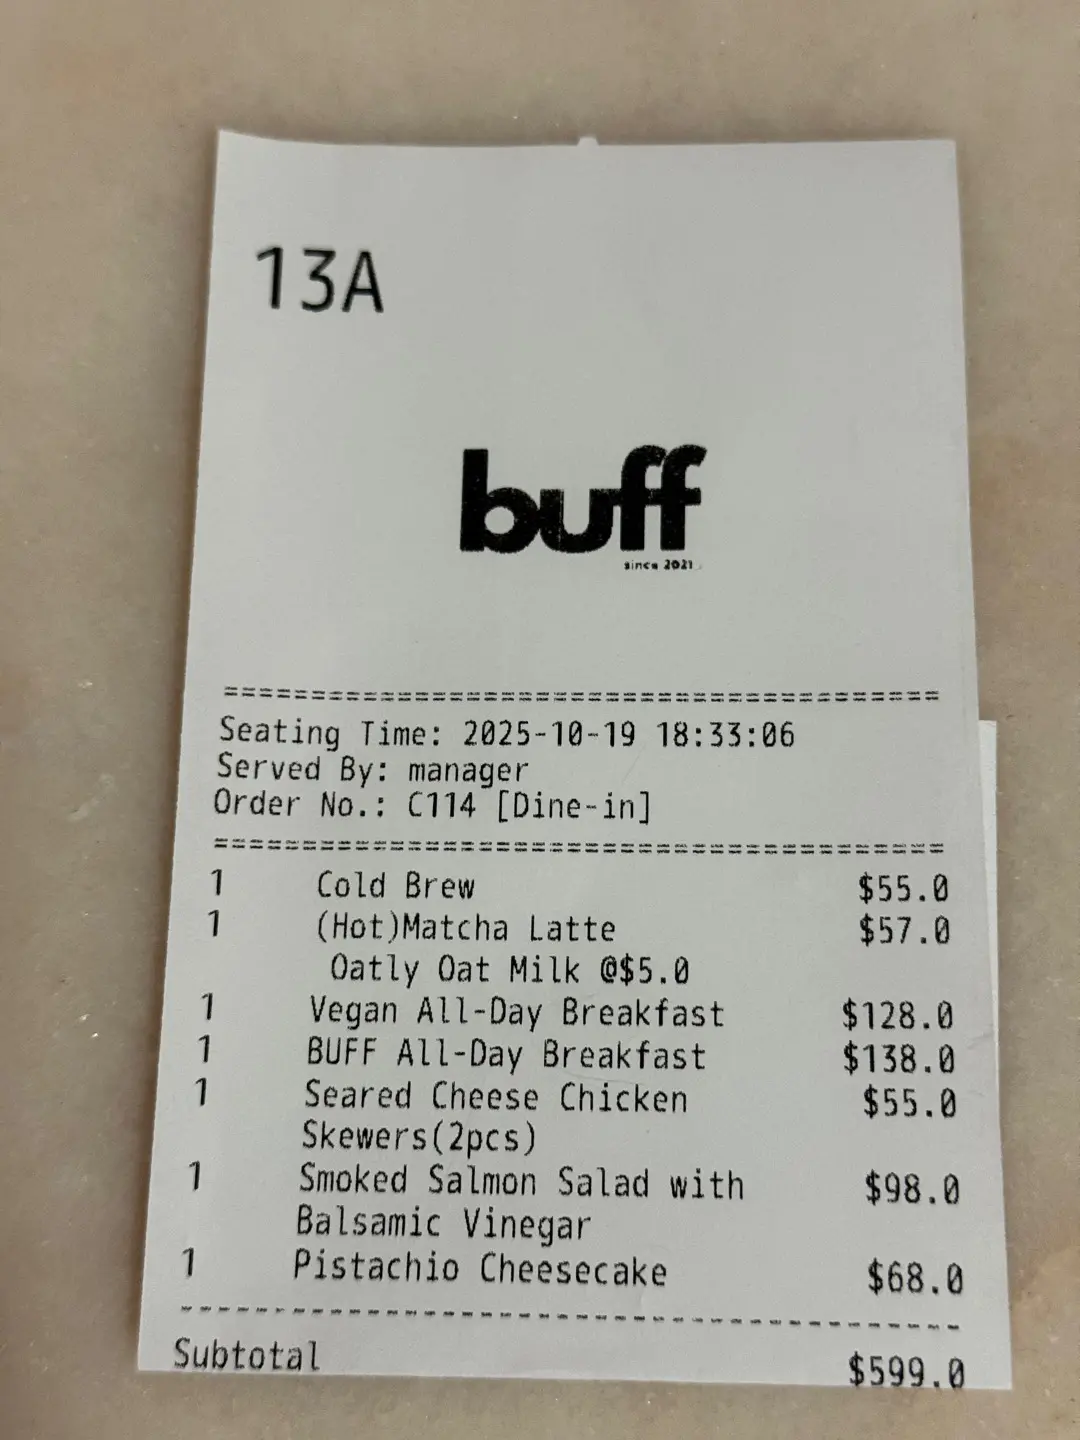 13A
buff
since 2021
=========================================
Seating Time: 2025-10-19 18:33:06
Served By: manager
Order No.: C114 [Dine-in]
=========================================
1 Cold Brew $55.0
1 (Hot)Matcha Latte $57.0
Oatly Oat Milk @$5.0
1 Vegan All-Day Breakfast $128.0
1 BUFF All-Day Breakfast $138.0
1 Seared Cheese Chicken $55.0
Skewers(2pcs)
1 Smoked Salmon Salad with $98.0
Balsamic Vinegar
1 Pistachio Cheesecake $68.0
-----------------------------------------
Subtotal $599.0